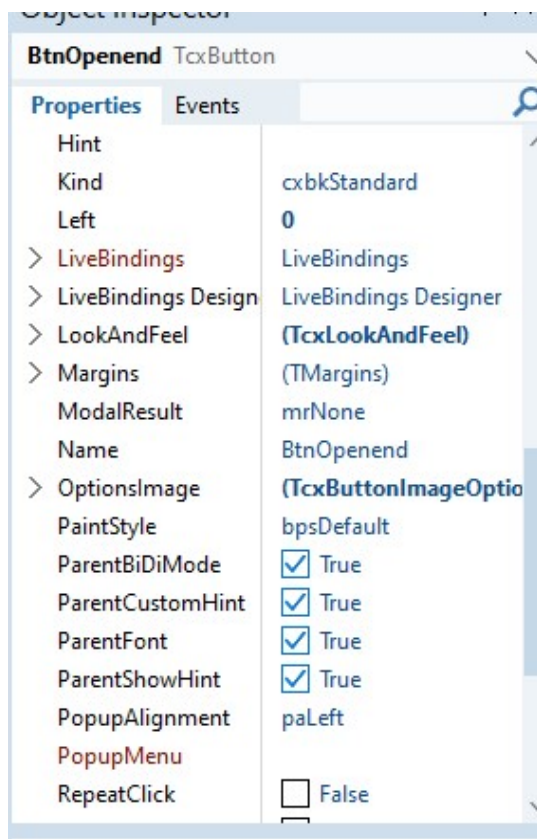 Object Inspector
BtnOpenend TcxButton
Properties Events
Hint
Kind cxbkStandard
Left 0
LiveBindings LiveBindings
LiveBindings Design LiveBindings Designer
LookAndFeel (TcxLookAndFeel)
Margins (TMargins)
ModalResult mrNone
Name BtnOpenend
OptionsImage (TcxButtonImageOptio
PaintStyle bpsDefault
ParentBiDiMode True
ParentCustomHint True
ParentFont True
ParentShowHint True
PopupAlignment paLeft
PopupMenu
RepeatClick False